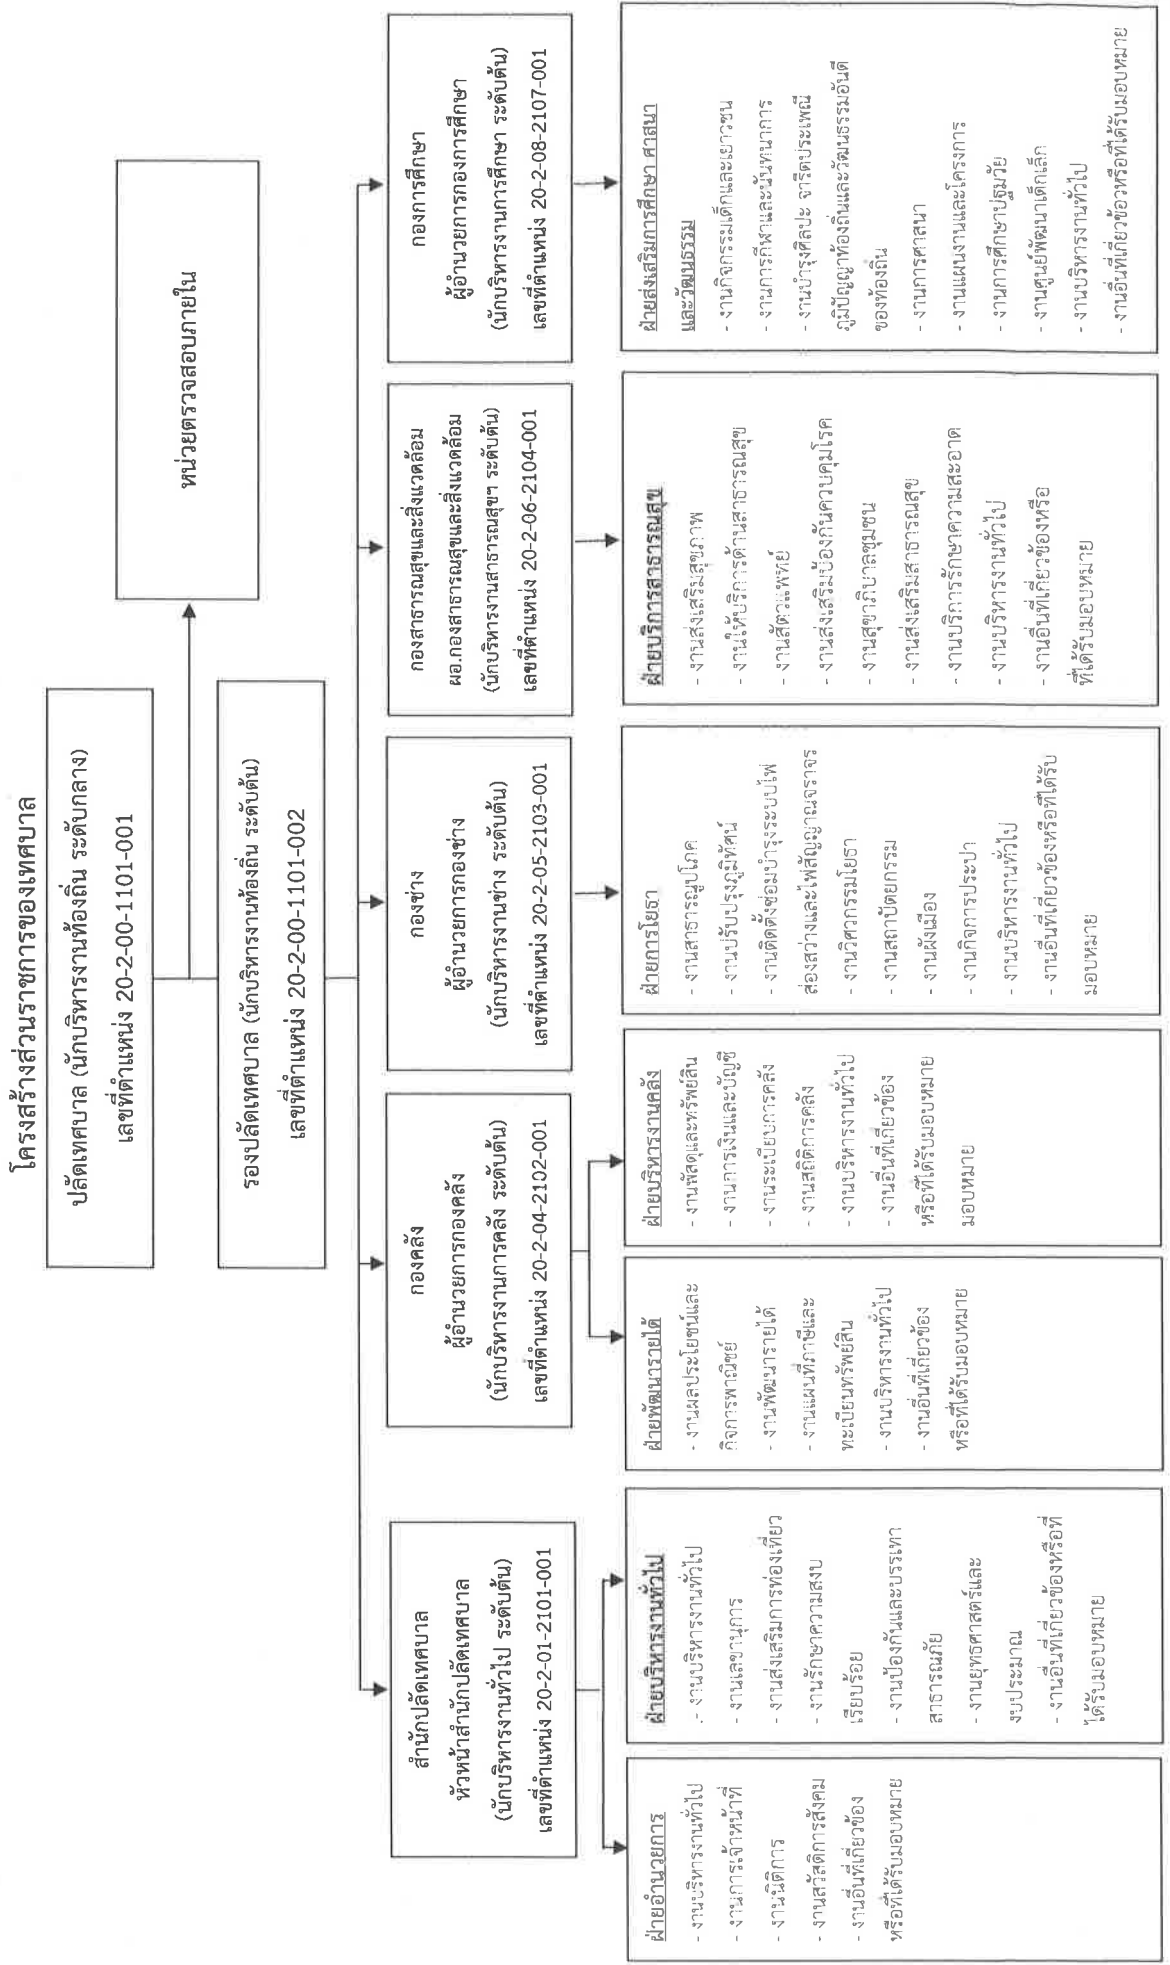 โครงสร้างส่วนราชการของเทศบาล
ปลัดเทศบาล (นักบริหารงานท้องถิ่น ระดับกลาง)
เลขที่ตำแหน่ง 20-2-00-1101-001
หน่วยตรวจสอบภายใน
รองปลัดเทศบาล (นักบริหารงานท้องถิ่น ระดับต้น)
เลขที่ตำแหน่ง 20-2-00-1101-002
สำนักปลัดเทศบาล
หัวหน้าสำนักปลัดเทศบาล
(นักบริหารงานทั่วไป ระดับต้น)
เลขที่ตำแหน่ง 20-2-01-2101-001
กองคลัง
ผู้อำนวยการกองคลัง
(นักบริหารงานการคลัง ระดับต้น)
เลขที่ตำแหน่ง 20-2-04-2102-001
กองช่าง
ผู้อำนวยการกองช่าง
(นักบริหารงานช่าง ระดับต้น)
เลขที่ตำแหน่ง 20-2-05-2103-001
กองสาธารณสุขและสิ่งแวดล้อม
ผอ.กองสาธารณสุขและสิ่งแวดล้อม
(นักบริหารงานสาธารณสุขฯ ระดับต้น)
เลขที่ตำแหน่ง 20-2-06-2104-001
กองการศึกษา
ผู้อำนวยการกองการศึกษา
(นักบริหารงานการศึกษา ระดับต้น)
เลขที่ตำแหน่ง 20-2-08-2107-001
ฝ่ายอำนวยการ
- งานบริหารงานทั่วไป
- งานการเจ้าหน้าที่
- งานนิติการ
- งานสวัสดิการสังคม
- งานอื่นที่เกี่ยวข้อง
หรือที่ได้รับมอบหมาย
ฝ่ายบริหารงานทั่วไป
.- งานบริหารงานทั่วไป
- งานเลขานุการ
- งานส่งเสริมการท่องเที่ยว
- งานรักษาความสงบ
เรียบร้อย
- งานป้องกันและบรรเทา
สาธารณภัย
- งานยุทธศาสตร์และ
งบประมาณ
- งานอื่นที่เกี่ยวข้องหรือที่
ได้รับมอบหมาย
ฝ่ายพัฒนารายได้
- งานผลประโยชน์และ
กิจการพาณิชย์
- งานพัฒนารายได้
- งานแผนที่ภาษีและ
ทะเบียนทรัพย์สิน
- งานบริหารงานทั่วไป
- งานอื่นที่เกี่ยวข้อง
หรือที่ได้รับมอบหมาย
ฝ่ายบริหารงานคลัง
- งานพัสดุและทรัพย์สิน
- งานการเงินและบัญชี
- งานระเบียบการคลัง
- งานสถิติการคลัง
- งานบริหารงานทั่วไป
- งานอื่นที่เกี่ยวข้อง
หรือที่ได้รับมอบหมาย
มอบหมาย
ฝ่ายการโยธา
- งานสาธารณูปโภค
- งานปรับปรุงภูมิทัศน์
- งานติดตั้งซ่อมบำรุงระบบไฟ
ส่องสว่างและไฟสัญญาณจราจร
- งานวิศวกรรมโยธา
- งานสถาปัตยกรรม
- งานผังเมือง
- งานกิจการประปา
- งานบริหารงานทั่วไป
- งานอื่นที่เกี่ยวข้องหรือที่ได้รับ
มอบหมาย
ฝ่ายบริการสาธารณสุข
- งานส่งเสริมสุขภาพ
- งานให้บริการด้านสาธารณสุข
- งานสัตวแพทย์
- งานส่งเสริมป้องกันควบคุมโรค
- งานสุขาภิบาลชุมชน
- งานส่งเสริมสาธารณสุข
- งานบริการรักษาความสะอาด
- งานบริหารงานทั่วไป
- งานอื่นที่เกี่ยวข้องหรือ
ที่ได้รับมอบหมาย
ฝ่ายส่งเสริมการศึกษา ศาสนา
และวัฒนธรรม
- งานกิจกรรมเด็กและเยาวชน
- งานการกีฬาและนันทนาการ
- งานบำรุงศิลปะ จารีตประเพณี
ภูมิปัญญาท้องถิ่นและวัฒนธรรมอันดี
ของท้องถิ่น
- งานการศาสนา
- งานแผนงานและโครงการ
- งานการศึกษาปฐมวัย
- งานศูนย์พัฒนาเด็กเล็ก
- งานบริหารงานทั่วไป
- งานอื่นที่เกี่ยวข้องหรือที่ได้รับมอบหมาย